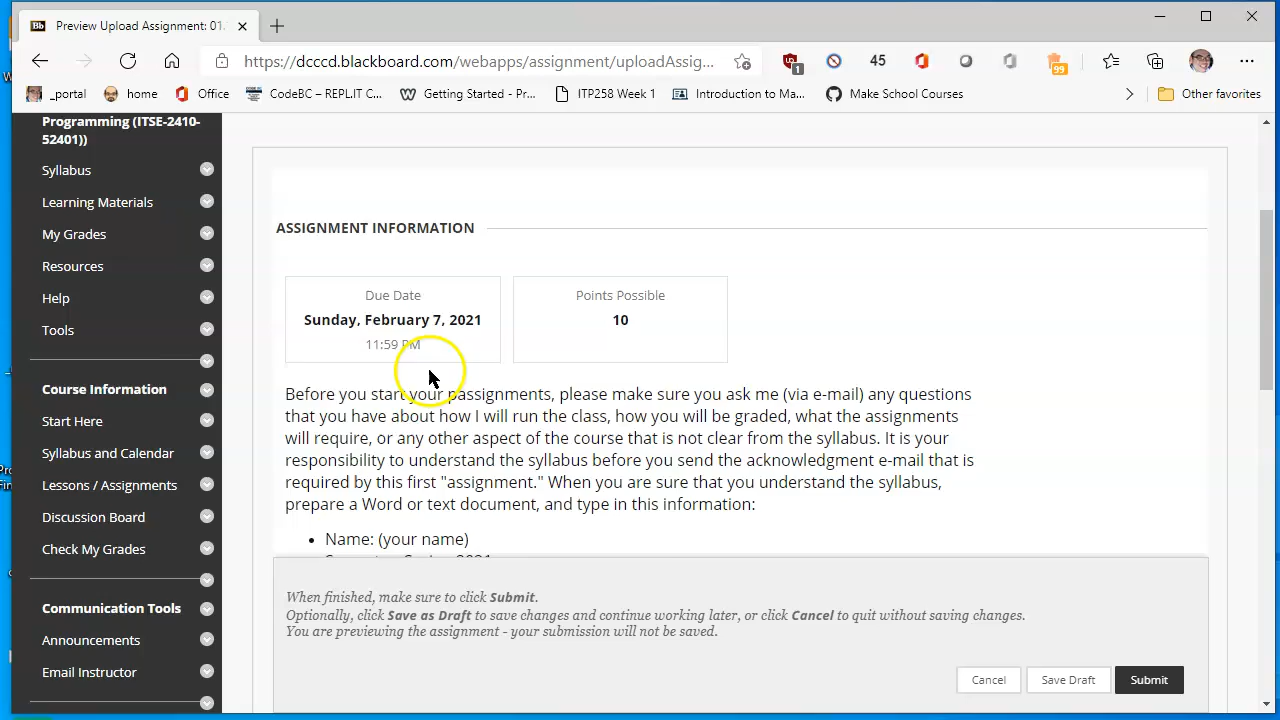 Bb Preview Upload Assignment: 01.
https://dcccd.blackboard.com/webapps/assignment/uploadAssig...
1 45 99
_portal home Office CodeBC – REPLIT C... Getting Started - Pr... ITP258 Week 1 Introduction to Ma... Make School Courses Other favorites
Programming (ITSE-2410-
52401))
Syllabus
Learning Materials
My Grades
Resources
Help
Tools
Course Information
Start Here
Syllabus and Calendar
Lessons / Assignments
Discussion Board
Check My Grades
Communication Tools
Announcements
Email Instructor
ASSIGNMENT INFORMATION
Due Date
Sunday, February 7, 2021
11:59 PM
Points Possible
10
Before you start your passignments, please make sure you ask me (via e-mail) any questions
that you have about how I will run the class, how you will be graded, what the assignments
will require, or any other aspect of the course that is not clear from the syllabus. It is your
responsibility to understand the syllabus before you send the acknowledgment e-mail that is
required by this first "assignment." When you are sure that you understand the syllabus,
prepare a Word or text document, and type in this information:
• Name: (your name)
When finished, make sure to click Submit.
Optionally, click Save as Draft to save changes and continue working later, or click Cancel to quit without saving changes.
You are previewing the assignment - your submission will not be saved.
Cancel Save Draft Submit